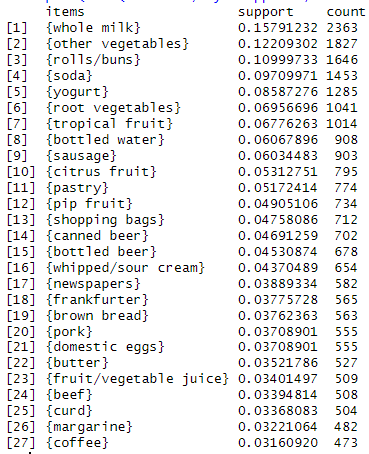 items support count
[1] {whole milk} 0.15791232 2363
[2] {other vegetables} 0.12209302 1827
[3] {rolls/buns} 0.10999733 1646
[4] {soda} 0.09709971 1453
[5] {yogurt} 0.08587276 1285
[6] {root vegetables} 0.06956696 1041
[7] {tropical fruit} 0.06776263 1014
[8] {bottled water} 0.06067896 908
[9] {sausage} 0.06034483 903
[10] {citrus fruit} 0.05312751 795
[11] {pastry} 0.05172414 774
[12] {pip fruit} 0.04905106 734
[13] {shopping bags} 0.04758086 712
[14] {canned beer} 0.04691259 702
[15] {bottled beer} 0.04530874 678
[16] {whipped/sour cream} 0.04370489 654
[17] {newspapers} 0.03889334 582
[18] {frankfurter} 0.03775728 565
[19] {brown bread} 0.03762363 563
[20] {pork} 0.03708901 555
[21] {domestic eggs} 0.03708901 555
[22] {butter} 0.03521786 527
[23] {fruit/vegetable juice} 0.03401497 509
[24] {beef} 0.03394814 508
[25] {curd} 0.03368083 504
[26] {margarine} 0.03221064 482
[27] {coffee} 0.03160920 473